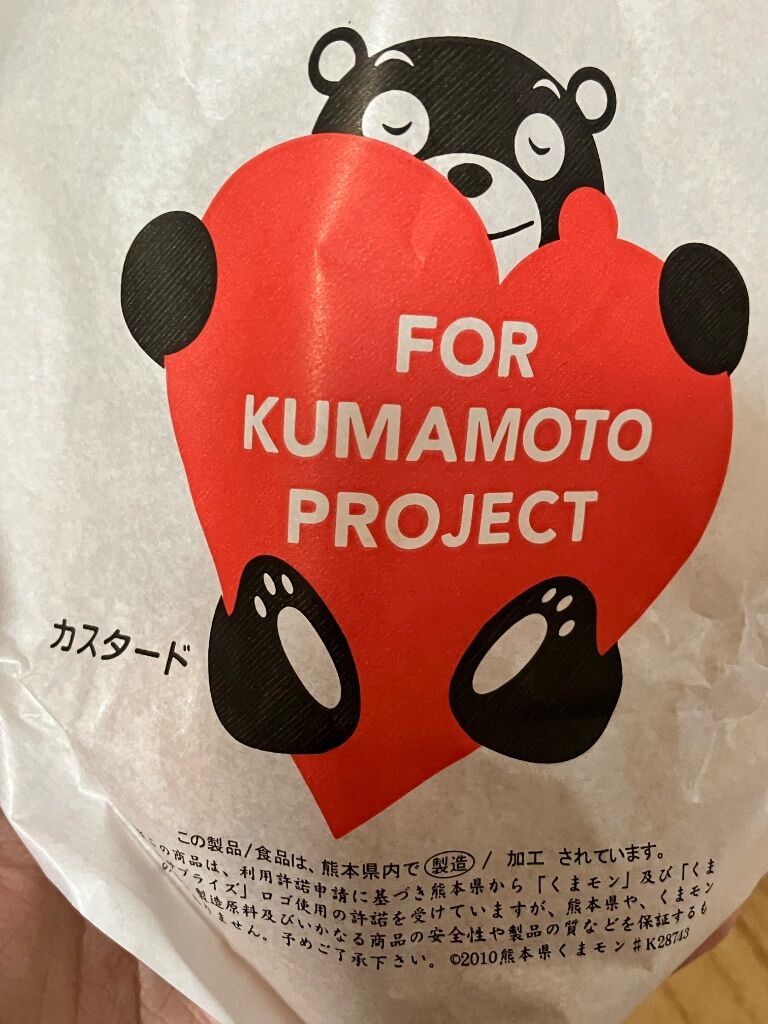 FOR
KUMAMOTO
PROJECT
カスタード
この製品/食品は、熊本県内で 製造 / 加工 されています。
この商品は、利用許諾申請に基づき熊本県から「くまモン」及び「くま
のプライズ」ロゴ使用の許諾を受けていますが、熊本県や、くまモン
製造原料及びいかなる商品の安全性や製品の質などを保証するも
ません。予めご了承下さい。 ©2010熊本県くまモン#K28743